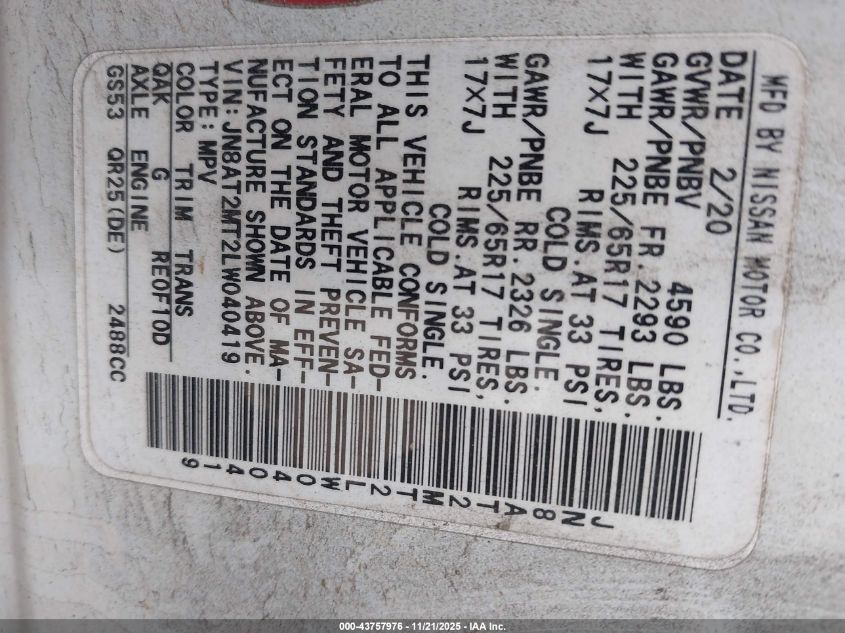 MFD BY NISSAN MOTOR CO.,LTD.
DATE 2/20
GVWR/PNBV 4590 LBS.
GAWR/PNBE FR.2293 LBS.
WITH 225/65R17 TIRES,
17X7J RIMS.AT 33 PSI
COLD SINGLE.
GAWR/PNBE RR.2326 LBS.
WITH 225/65R17 TIRES,
17X7J RIMS.AT 33 PSI
COLD SINGLE.
THIS VEHICLE CONFORMS
TO ALL APPLICABLE FED-
ERAL MOTOR VEHICLE SA-
FETY AND THEFT PREVEN-
TION STANDARDS IN EFF-
ECT ON THE DATE OF MA-
NUFACTURE SHOWN ABOVE.
VIN:JN8AT2MT2LW040419
TYPE:MPV
COLOR TRIM TRANS
QAK G RE0F10D
AXLE ENGINE
GS53 QR25(DE) 2488CC
JN8AT2MT2LW040419
000-43757976 - 11/21/2025 - IAA Inc.